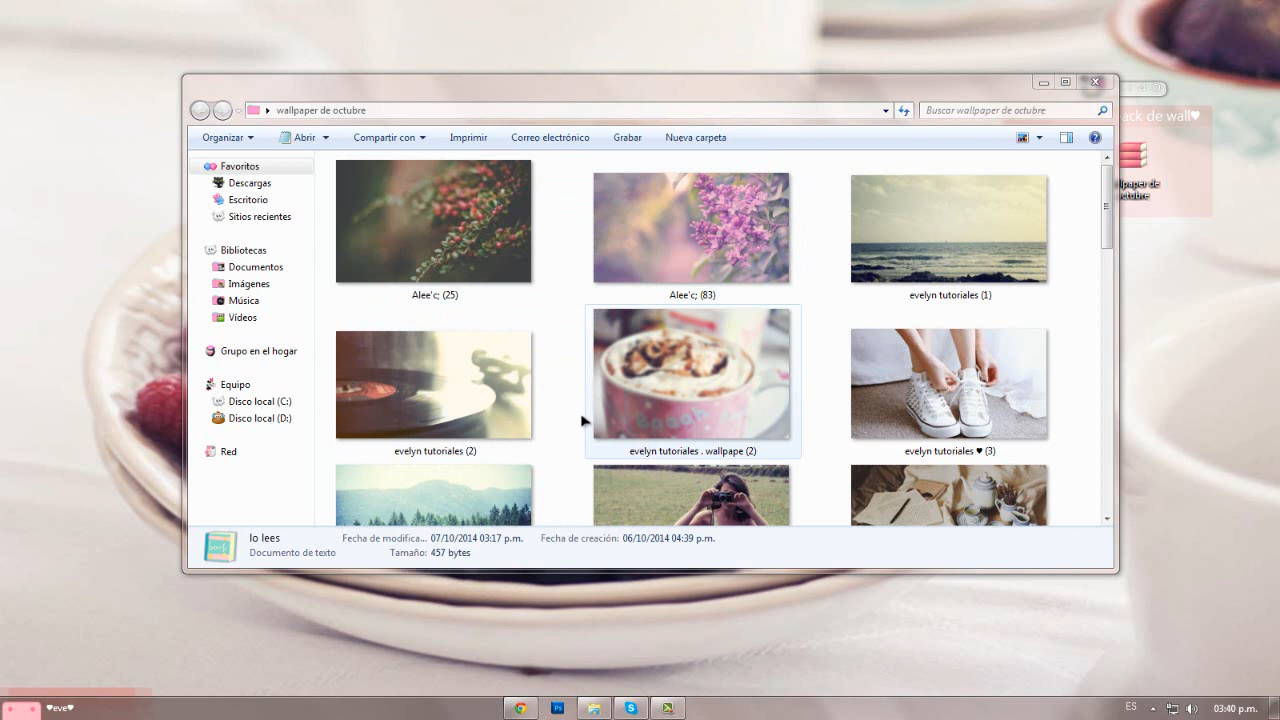 wallpaper de octubre
Buscar wallpaper de octubre
ack de wall♥
Organizar
Abrir
Compartir con
Imprimir
Correo electrónico
Grabar
Nueva carpeta
Favoritos
Descargas
Escritorio
Sitios recientes
Bibliotecas
Documentos
Imágenes
Música
Vídeos
Grupo en el hogar
Equipo
Disco local (C:)
Disco local (D:)
Red
Alee'c; (25)
Alee'c; (83)
evelyn tutoriales (1)
evelyn tutoriales (2)
evelyn tutoriales . wallpape (2)
evelyn tutoriales ♥ (3)
llpaper de
octubre
lo lees
Fecha de modifica... 07/10/2014 03:17 p.m.
Fecha de creación: 06/10/2014 04:39 p.m.
Documento de texto
Tamaño: 457 bytes
♥eve♥
Ps
ES
03:40 p.m.